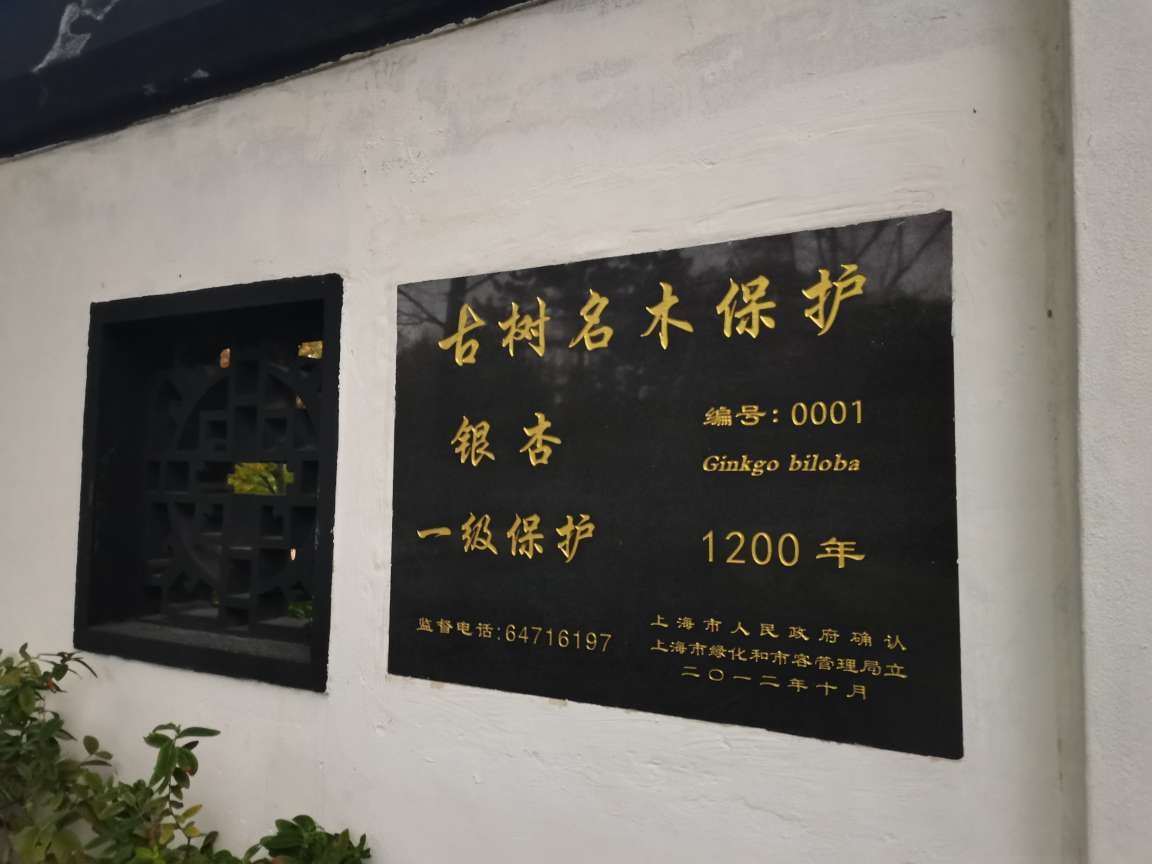 古树名木保护
银杏
编号：0001
Ginkgo biloba
一级保护
1200年
监督电话:64716197
上海市人民政府确认
上海市绿化和市容管理局立
二〇一二年十月